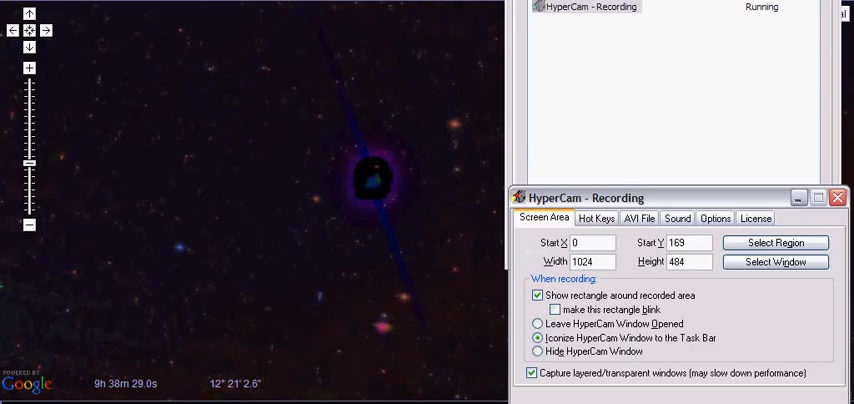 HyperCam - Recording Running
HyperCam - Recording
Screen Area Hot Keys AVI File Sound Options License
Start X 0 Start Y 169 Select Region
Width 1024 Height 484 Select Window
When recording:
Show rectangle around recorded area
make this rectangle blink
Leave HyperCam Window Opened
Iconize HyperCam Window to the Task Bar
Hide HyperCam Window
Capture layered/transparent windows (may slow down performance)
POWERED BY
Google
9h 38m 29.0s 12° 21' 2.6"